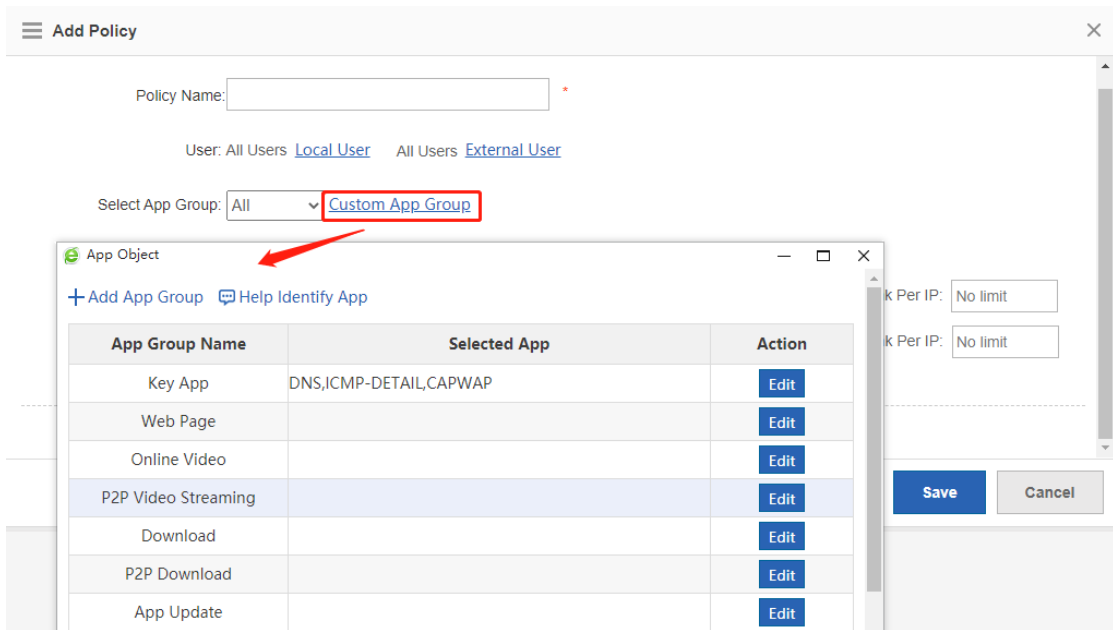 Add Policy
Policy Name: *
User: All Users Local User All Users External User
Select App Group: All Custom App Group
App Object
Add App Group Help Identify App
k Per IP: No limit
App Group Name Selected App Action
k Per IP: No limit
Key App DNS,ICMP-DETAIL,CAPWAP Edit
Web Page Edit
Online Video Edit
P2P Video Streaming Edit
Save Cancel
Download Edit
P2P Download Edit
App Update Edit